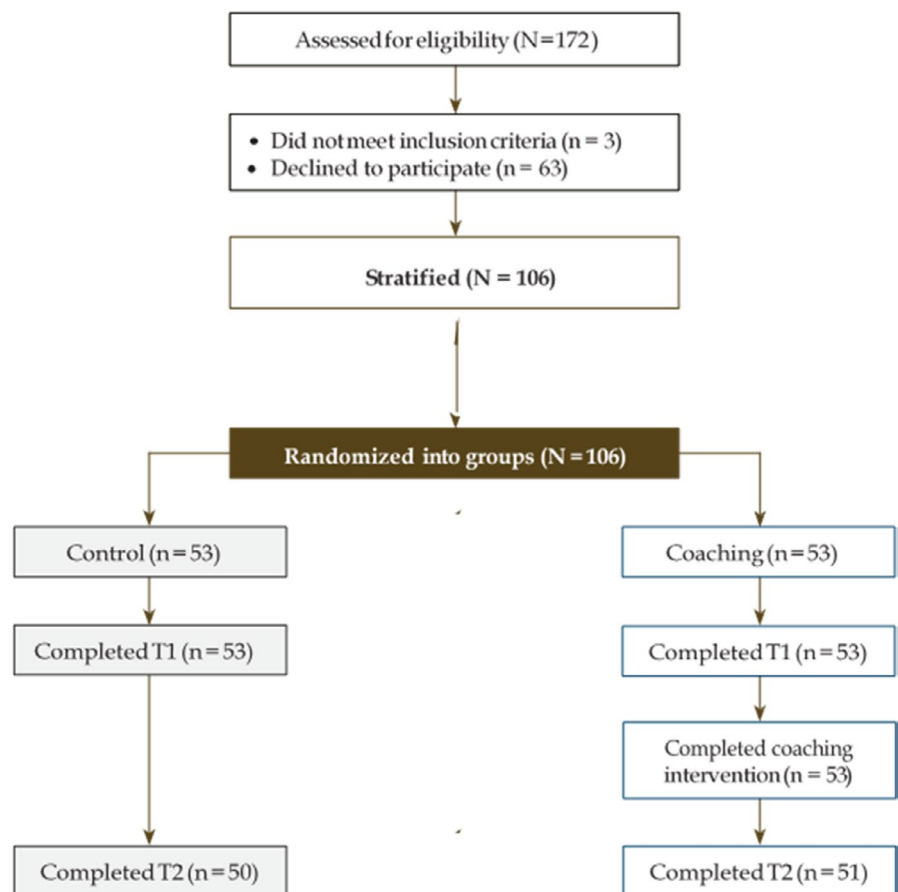 Assessed for eligibility (N=172)
• Did not meet inclusion criteria (n = 3)
• Declined to participate (n = 63)
Stratified (N = 106)
Randomized into groups (N = 106)
Control (n = 53)
Coaching (n = 53)
Completed T1 (n = 53)
Completed T1 (n = 53)
Completed coaching
intervention (n = 53)
Completed T2 (n = 50)
Completed T2 (n = 51)